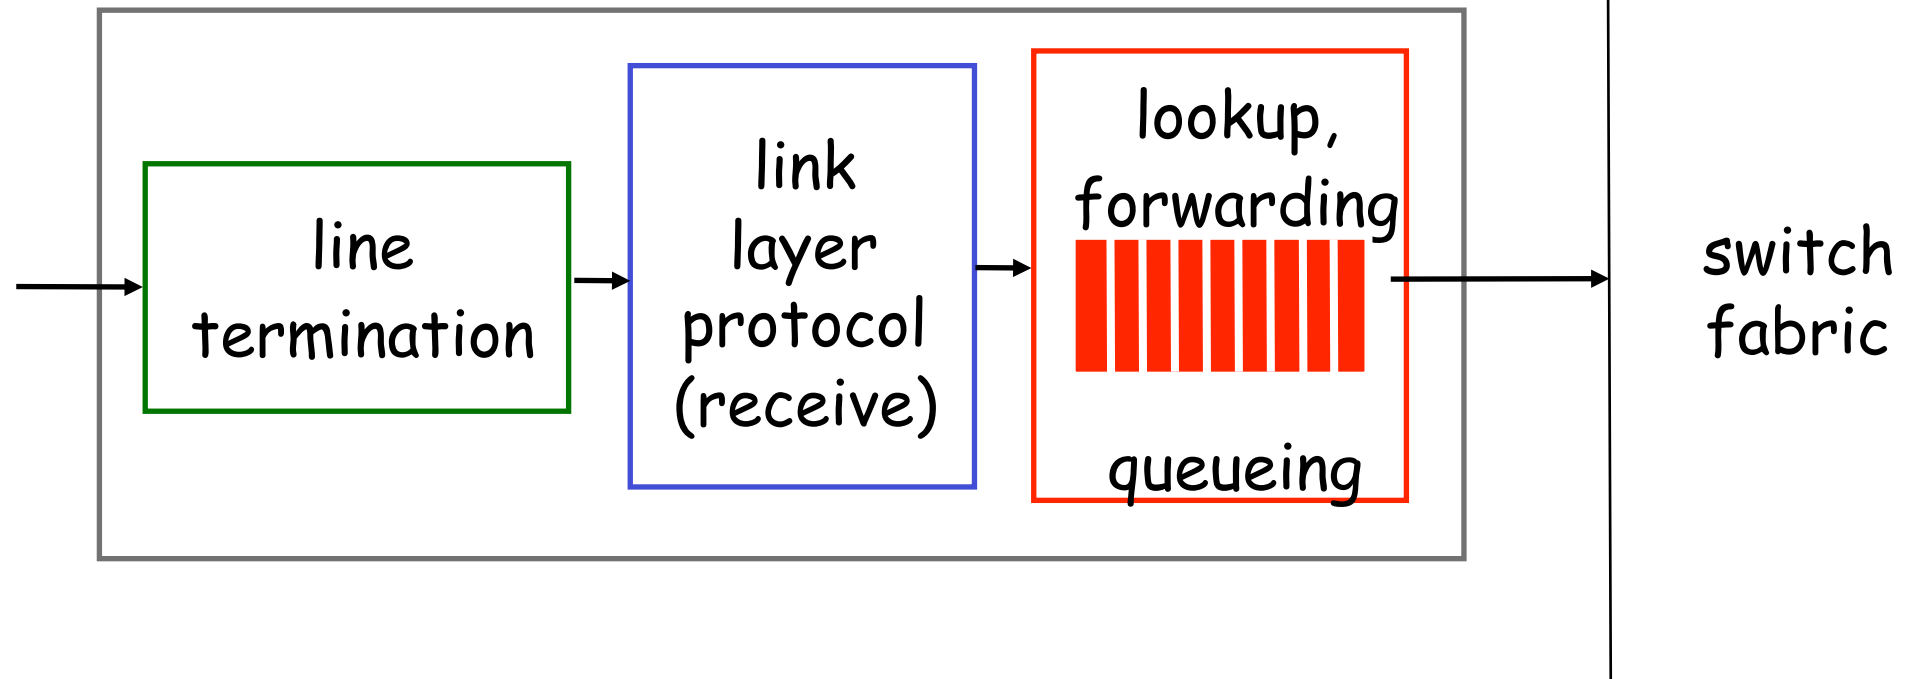 line
termination
link
layer
protocol
(receive)
lookup,
forwarding
queueing
switch
fabric